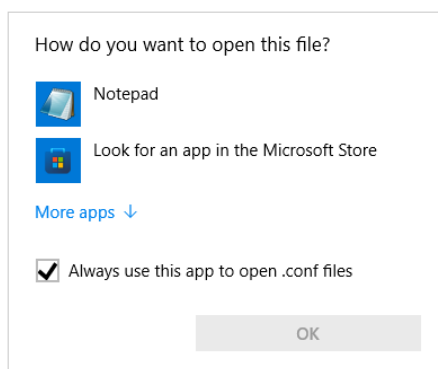 How do you want to open this file?
Notepad
Look for an app in the Microsoft Store
More apps ↓
Always use this app to open .conf files
OK